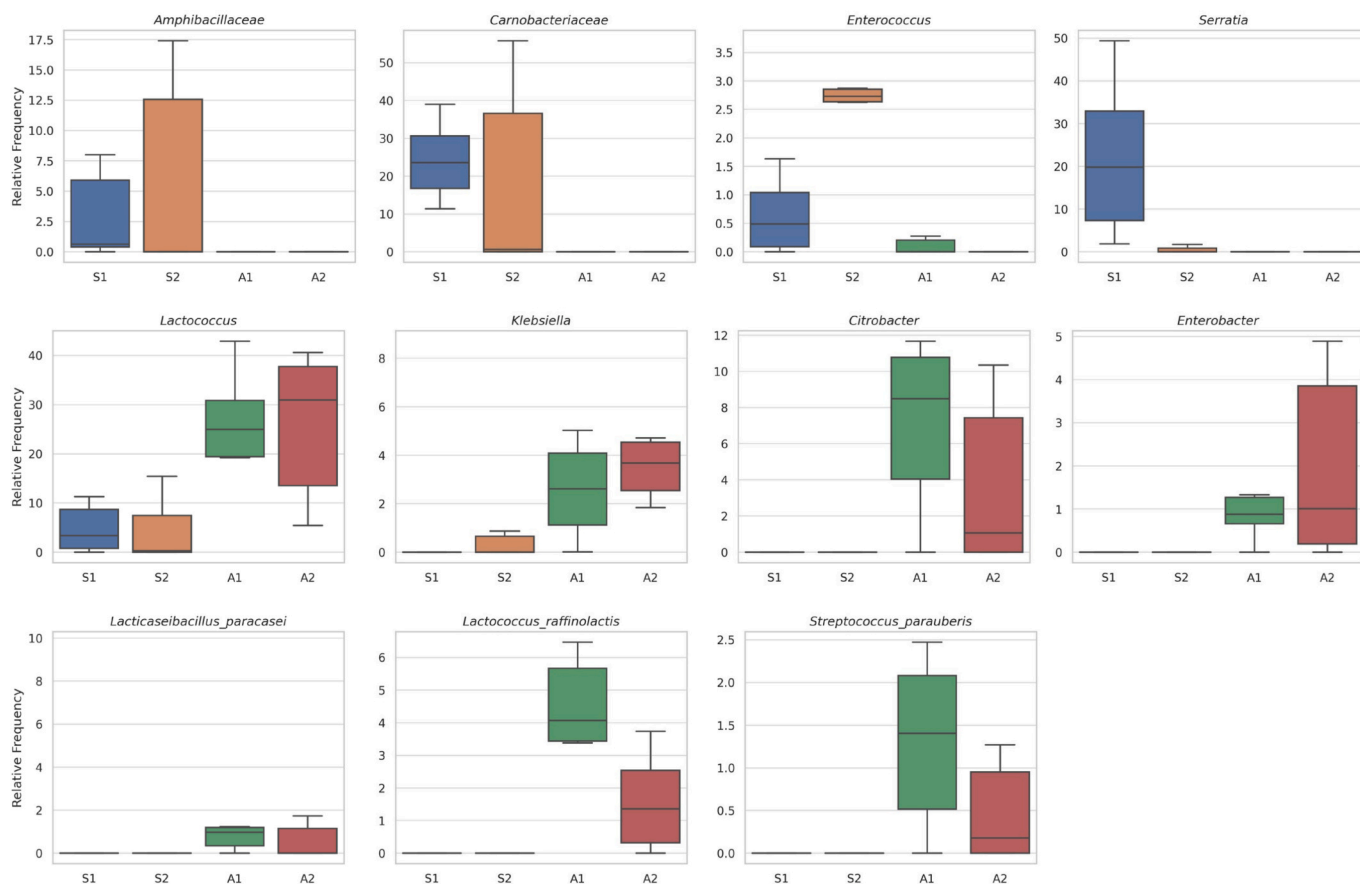 Amphibacillaceae
Carnobacteriaceae
Enterococcus
Serratia
Relative Frequency
17.5
15.0
12.5
10.0
7.5
5.0
2.5
0.0
S1 S2 A1 A2
50
40
30
20
10
0
S1 S2 A1 A2
3.5
3.0
2.5
2.0
1.5
1.0
0.5
0.0
S1 S2 A1 A2
50
40
30
20
10
0
S1 S2 A1 A2
Lactococcus
Klebsiella
Citrobacter
Enterobacter
Relative Frequency
40
30
20
10
0
S1 S2 A1 A2
8
6
4
2
0
S1 S2 A1 A2
12
10
8
6
4
2
0
S1 S2 A1 A2
5
4
3
2
1
0
S1 S2 A1 A2
Lacticaseibacillus_paracasei
Lactococcus_raffinolactis
Streptococcus_parauberis
Relative Frequency
10
8
6
4
2
0
S1 S2 A1 A2
6
5
4
3
2
1
0
S1 S2 A1 A2
2.5
2.0
1.5
1.0
0.5
0.0
S1 S2 A1 A2